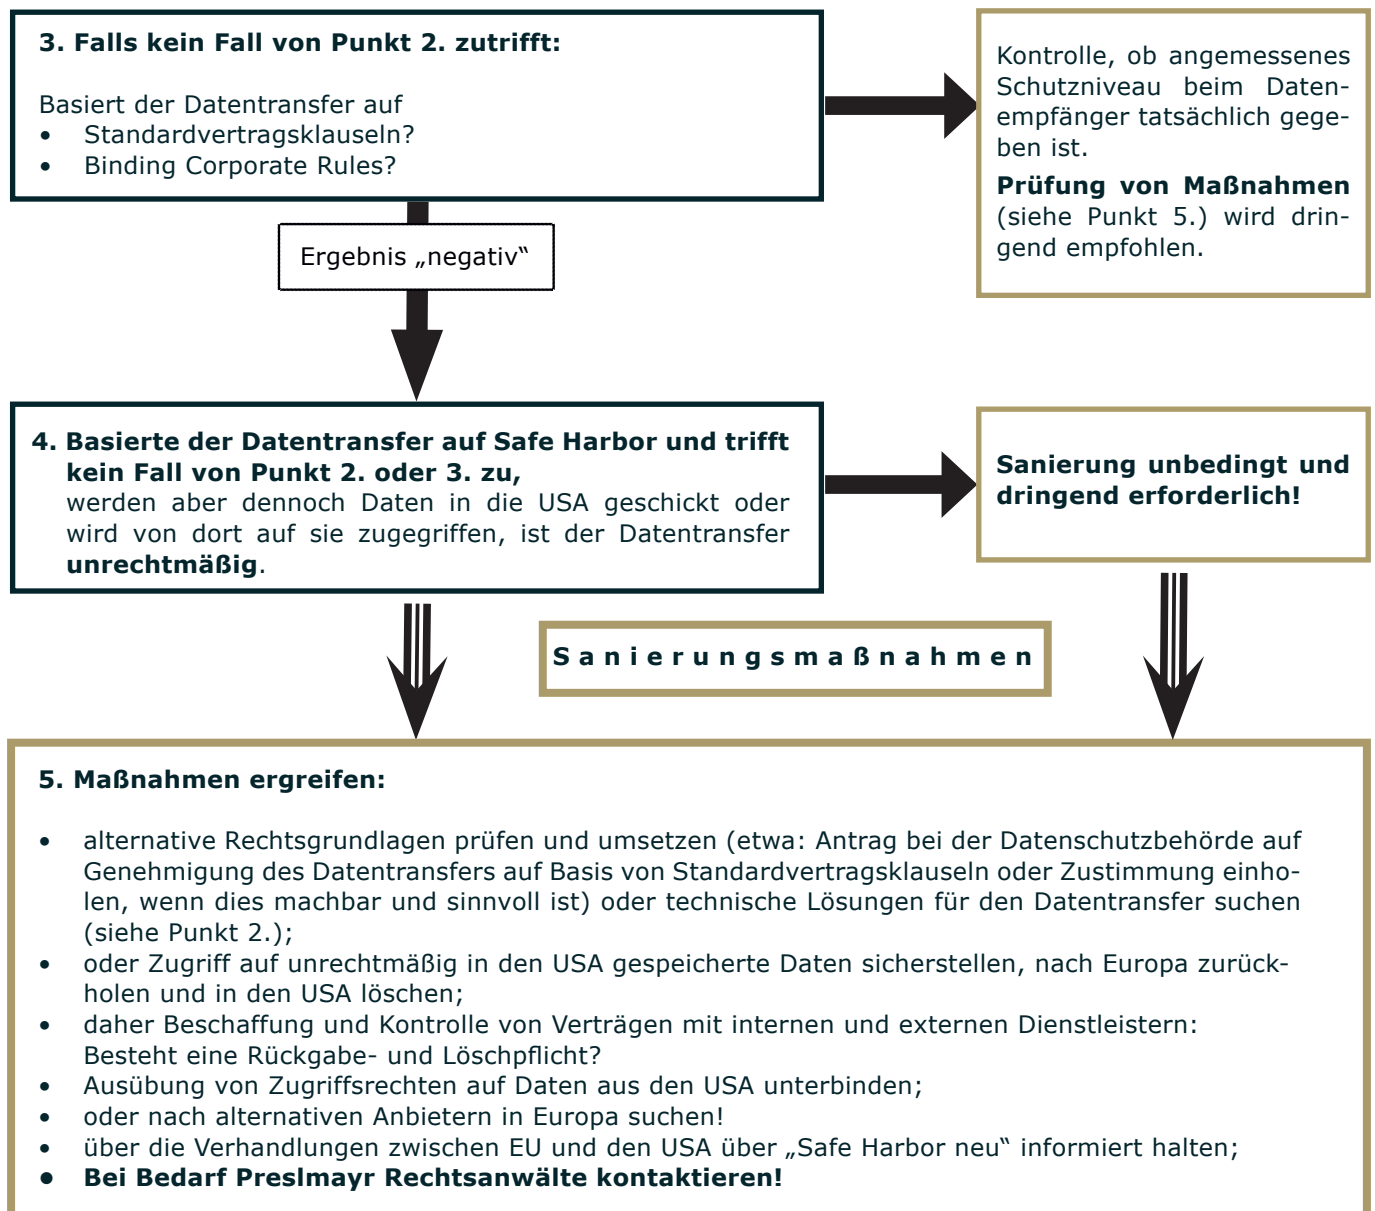 3. Falls kein Fall von Punkt 2. zutrifft:
Basiert der Datentransfer auf
• Standardvertragsklauseln?
• Binding Corporate Rules?
Kontrolle, ob angemessenes
Schutzniveau beim Daten-
empfänger tatsächlich gege-
ben ist.
Prüfung von Maßnahmen
(siehe Punkt 5.) wird drin-
gend empfohlen.
Ergebnis „negativ“
4. Basierte der Datentransfer auf Safe Harbor und trifft
kein Fall von Punkt 2. oder 3. zu,
werden aber dennoch Daten in die USA geschickt oder
wird von dort auf sie zugegriffen, ist der Datentransfer
unrechtmäßig.
Sanierung unbedingt und
dringend erforderlich!
Sanierungsmaßnahmen
5. Maßnahmen ergreifen:
• alternative Rechtsgrundlagen prüfen und umsetzen (etwa: Antrag bei der Datenschutzbehörde auf
Genehmigung des Datentransfers auf Basis von Standardvertragsklauseln oder Zustimmung einho-
len, wenn dies machbar und sinnvoll ist) oder technische Lösungen für den Datentransfer suchen
(siehe Punkt 2.);
• oder Zugriff auf unrechtmäßig in den USA gespeicherte Daten sicherstellen, nach Europa zurück-
holen und in den USA löschen;
• daher Beschaffung und Kontrolle von Verträgen mit internen und externen Dienstleistern:
Besteht eine Rückgabe- und Löschpflicht?
• Ausübung von Zugriffsrechten auf Daten aus den USA unterbinden;
• oder nach alternativen Anbietern in Europa suchen!
• über die Verhandlungen zwischen EU und den USA über „Safe Harbor neu“ informiert halten;
• Bei Bedarf Preslmayr Rechtsanwälte kontaktieren!